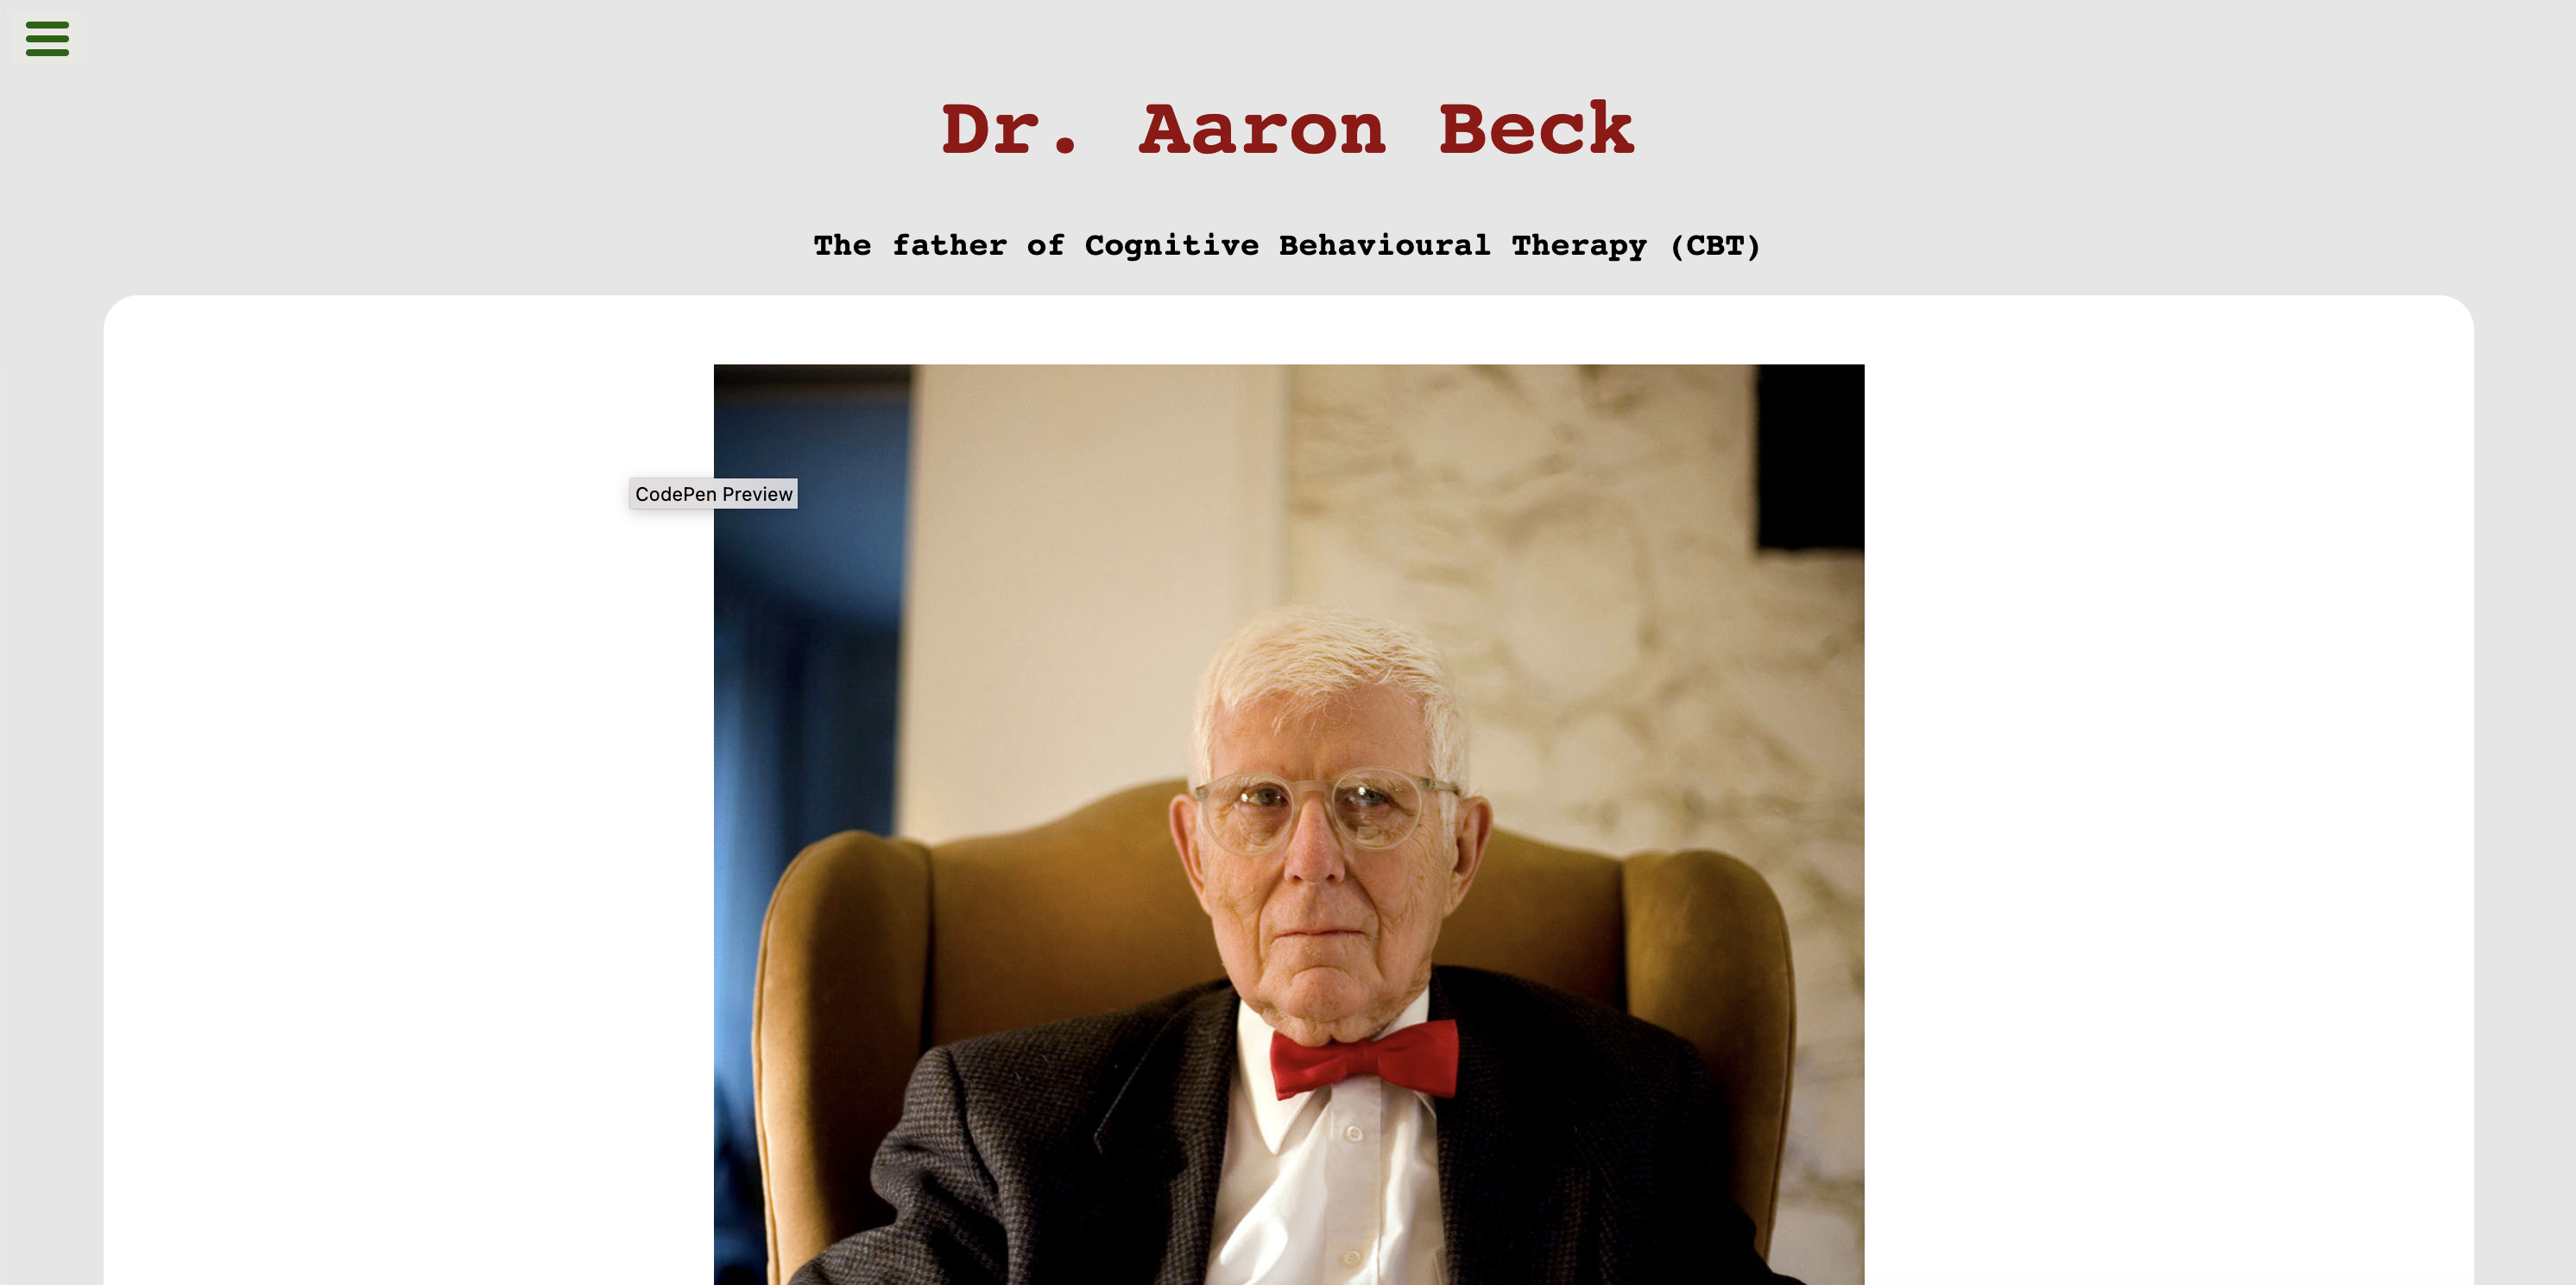 Dr. Aaron Beck
The father of Cognitive Behavioural Therapy (CBT)
CodePen Preview